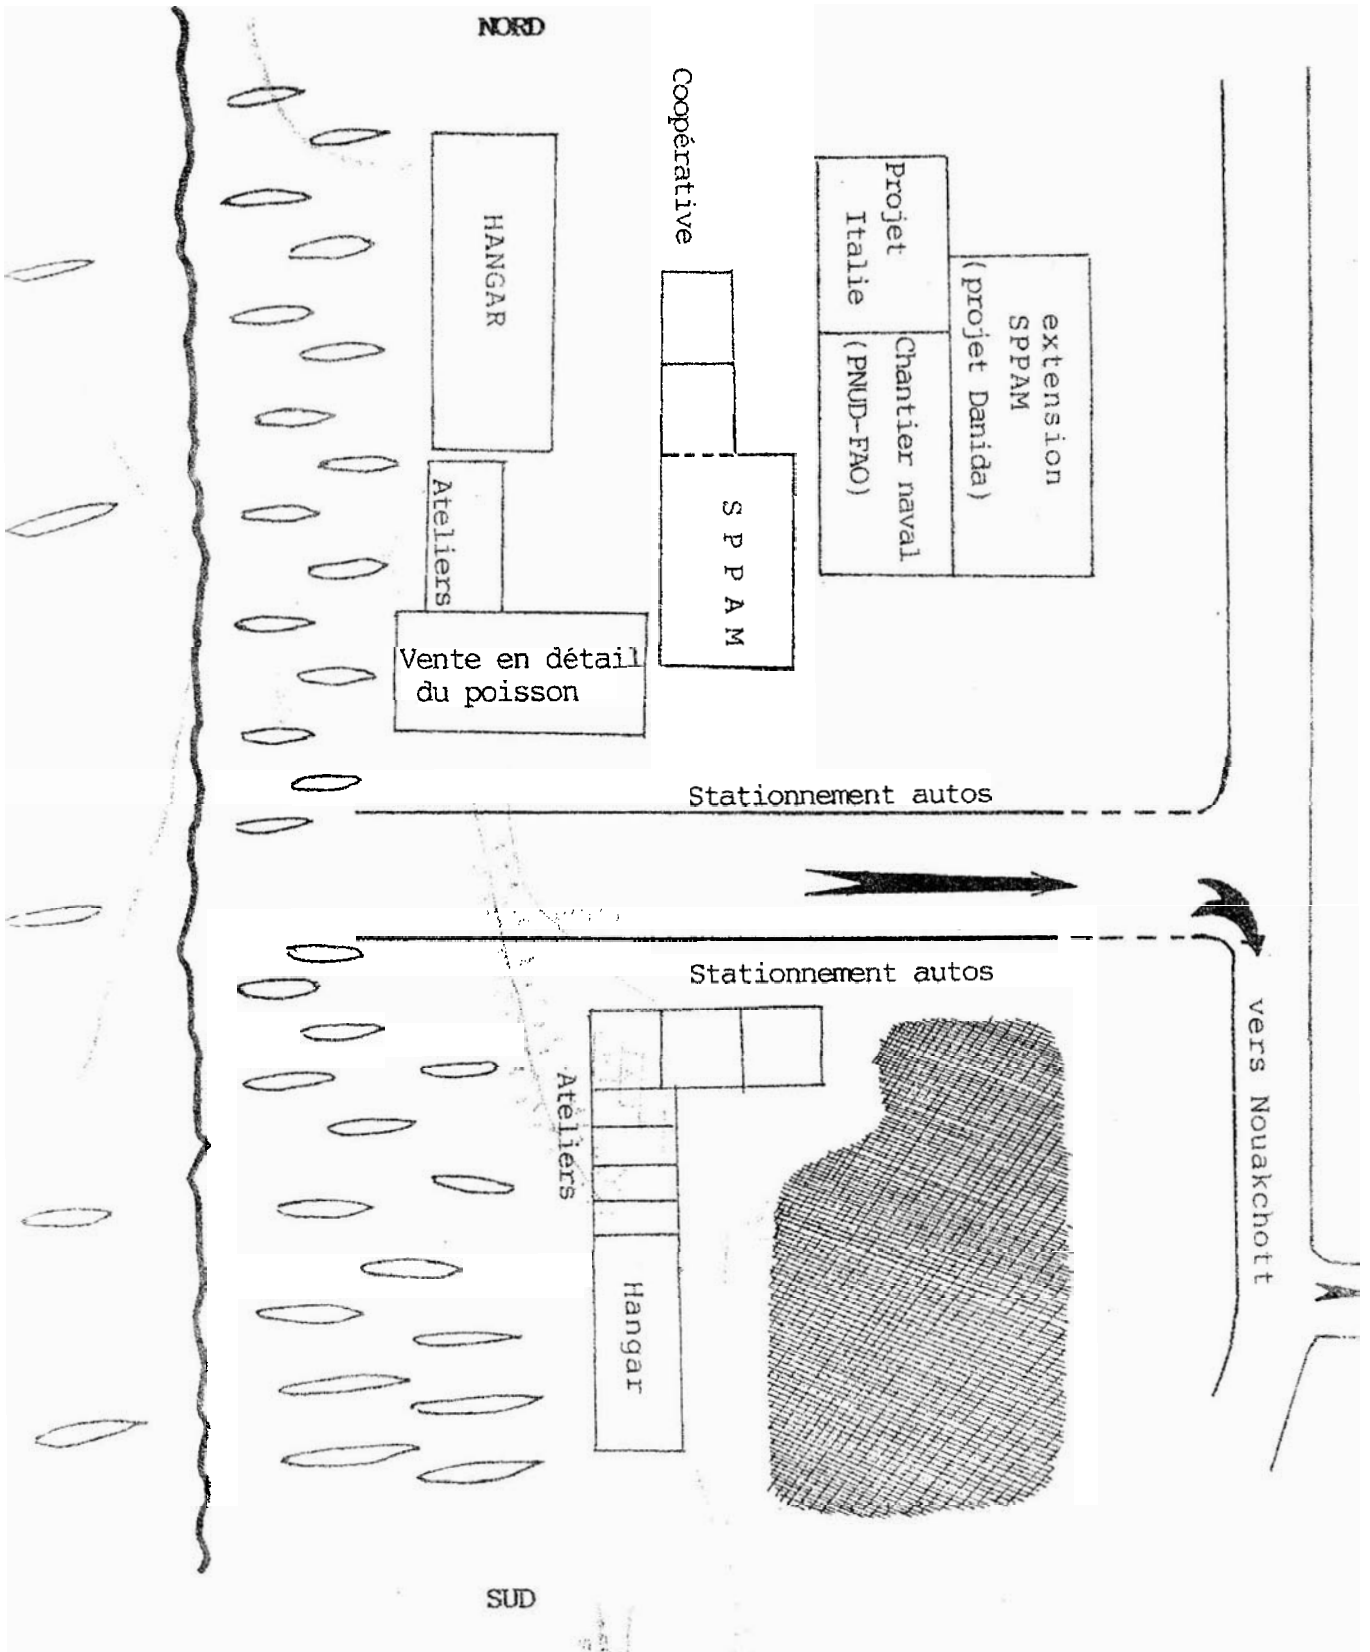 NORD
Coopérative
HANGAR
Projet
Italie
extension
SPPAM
(projet Danida)
Chantier naval
(PNUD-FAO)
Ateliers
SPPAM
Vente en détail
du poisson
Stationnement autos
Stationnement autos
vers Nouakchott
Ateliers
Hangar
SUD